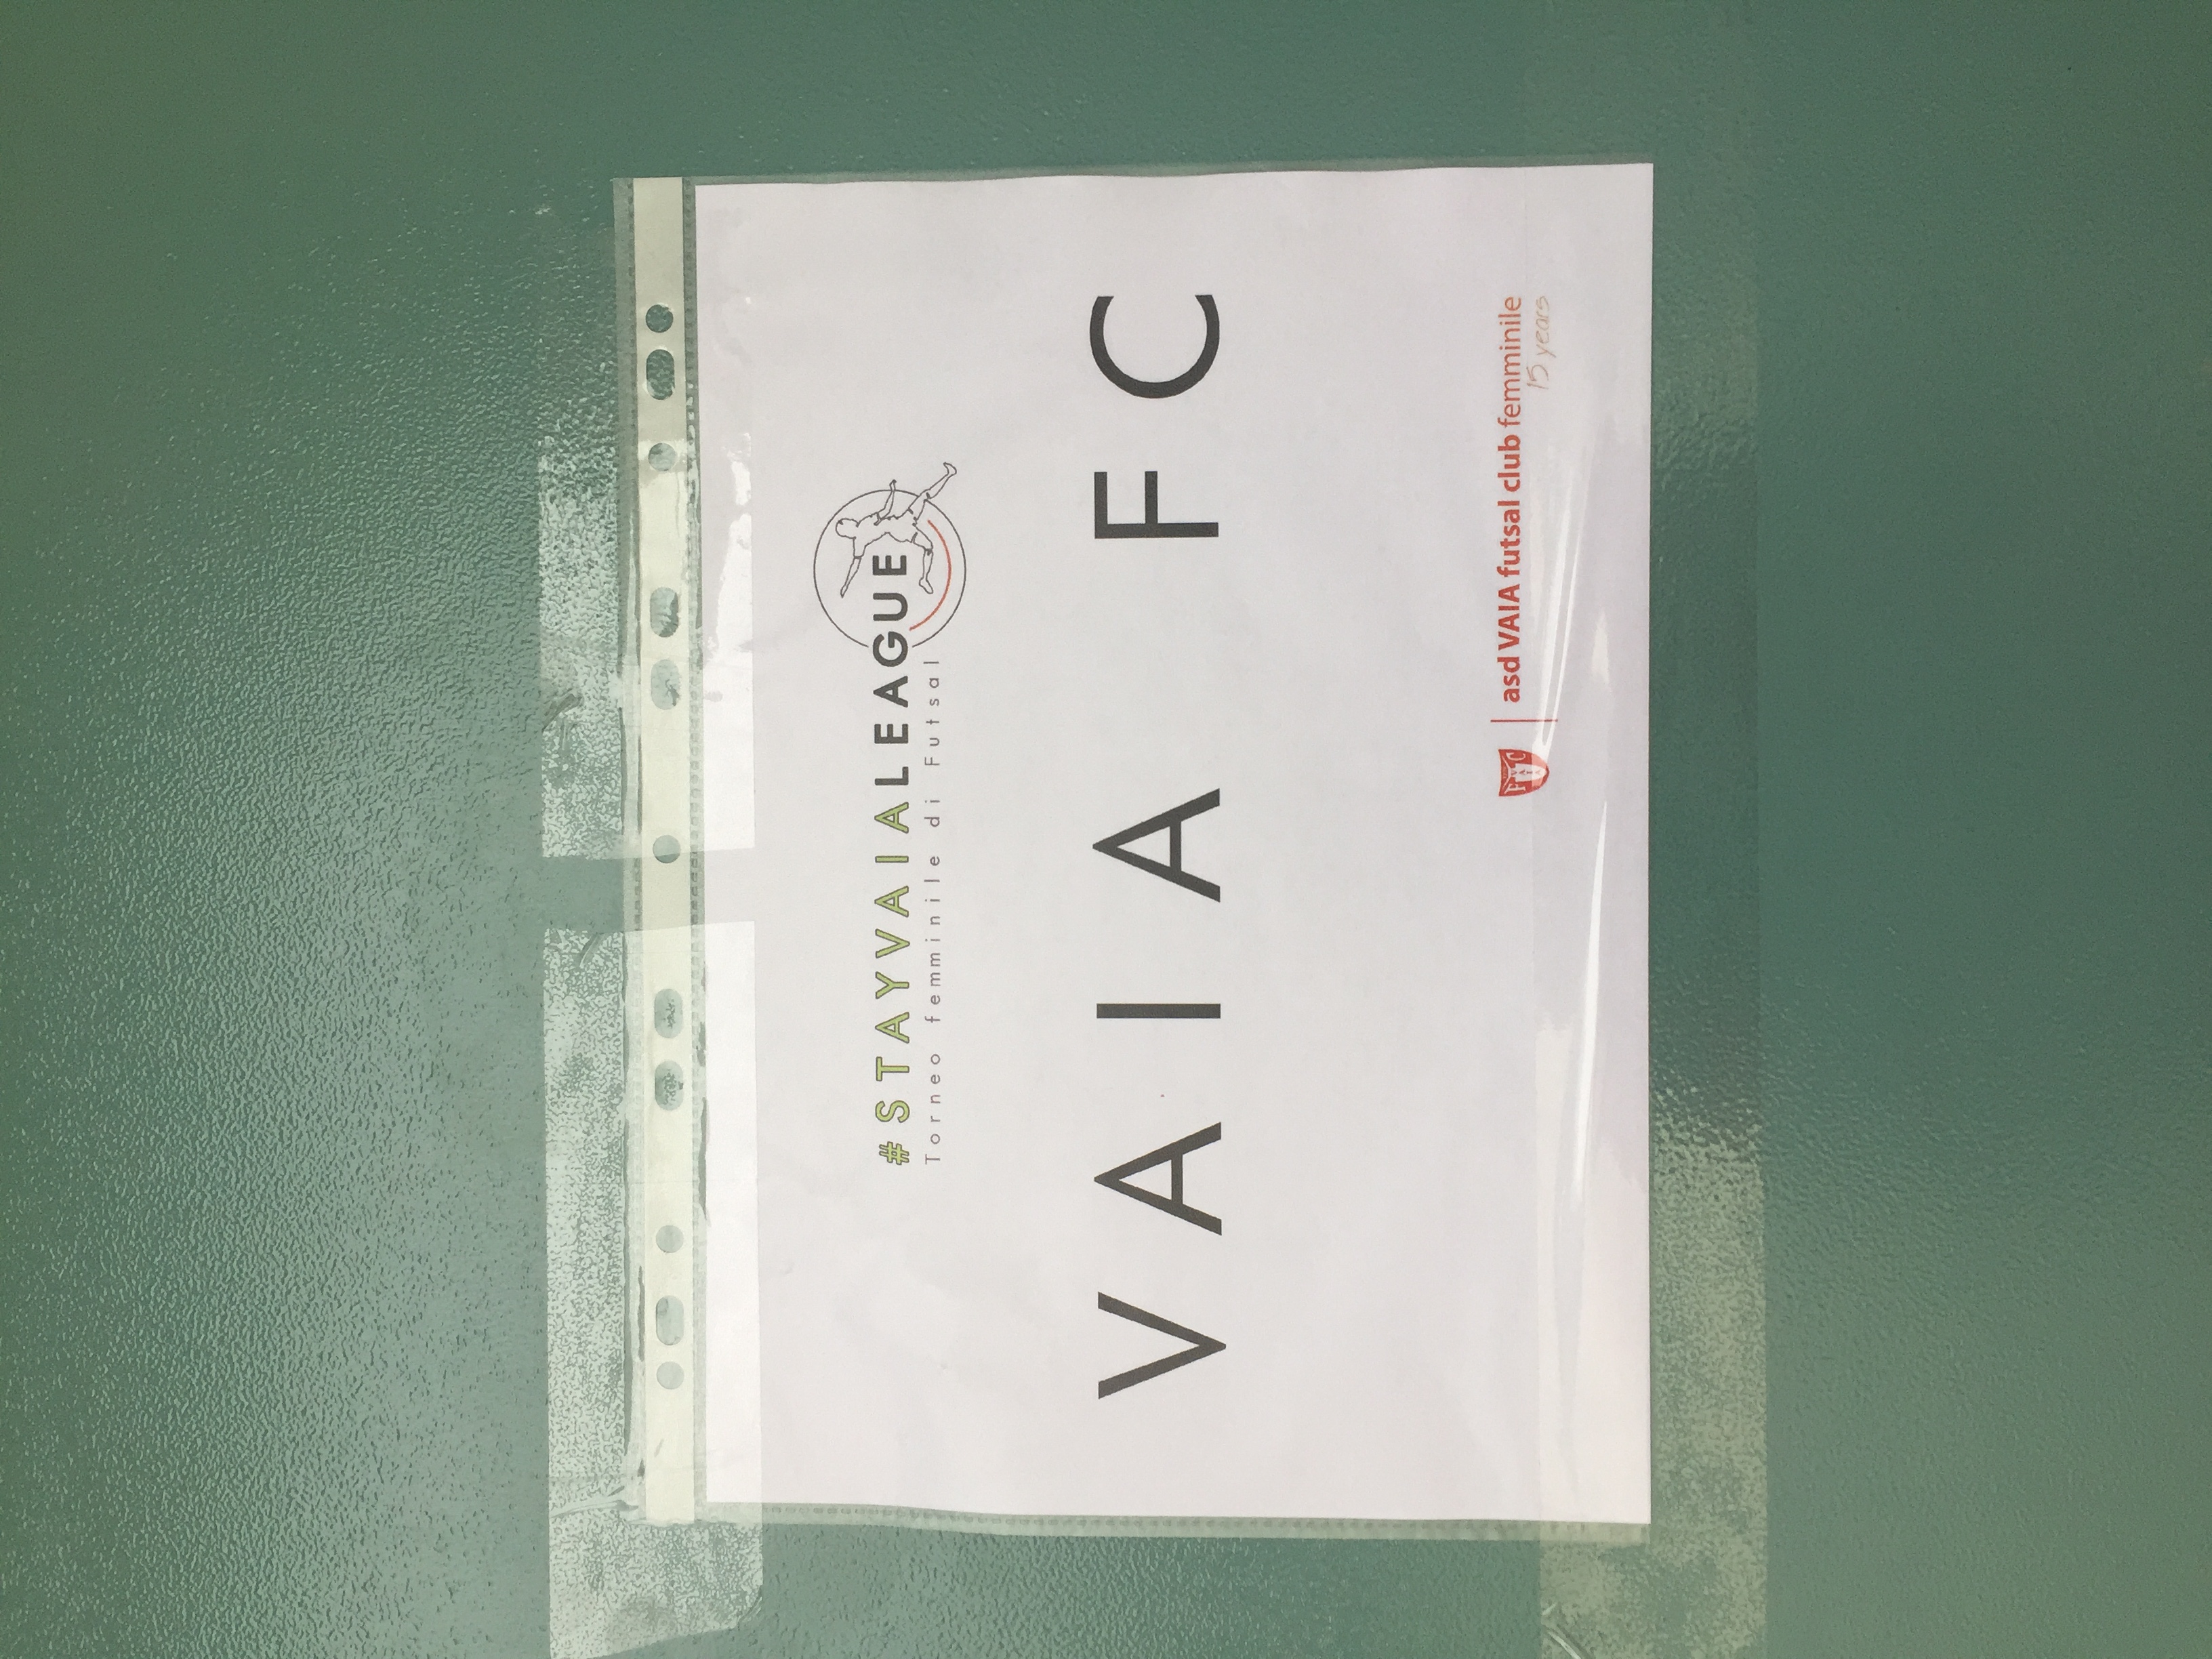 #STAYVAIALEAGUE
Torneo femminile di Futsal
VAIA FC
asd VAIA futsal club femminile
15 years